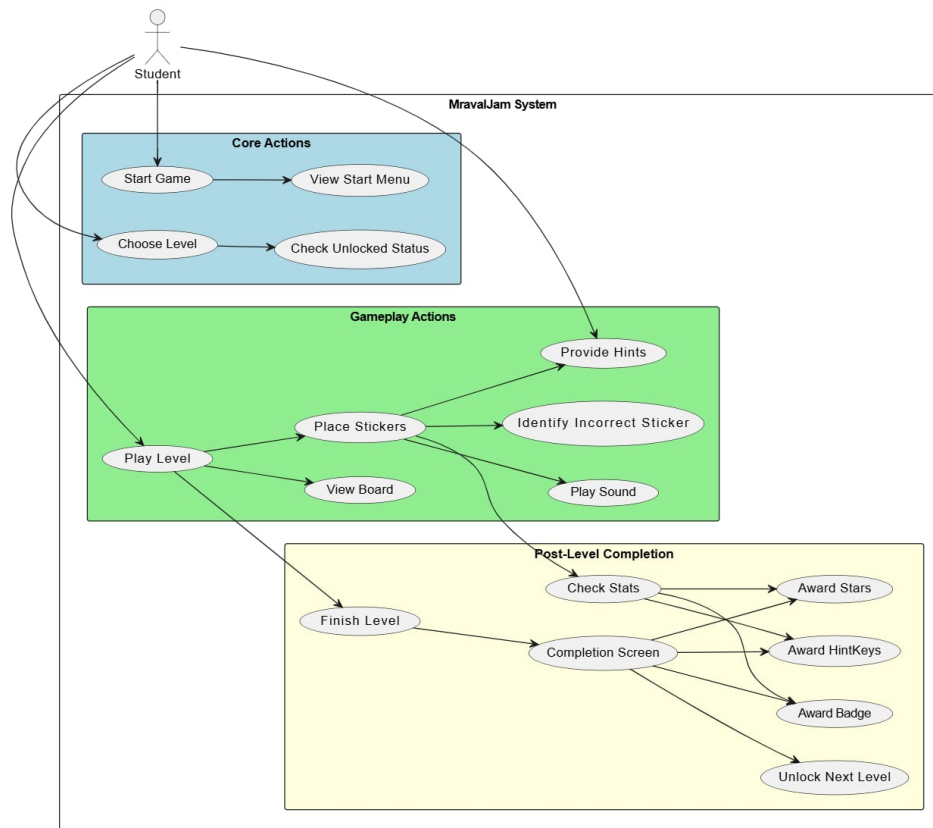 Student
MravalJam System
Core Actions
Start Game
View Start Menu
Choose Level
Check Unlocked Status
Gameplay Actions
Provide Hints
Place Stickers
Identify Incorrect Sticker
Play Level
View Board
Play Sound
Post-Level Completion
Check Stats
Award Stars
Finish Level
Completion Screen
Award HintKeys
Award Badge
Unlock Next Level